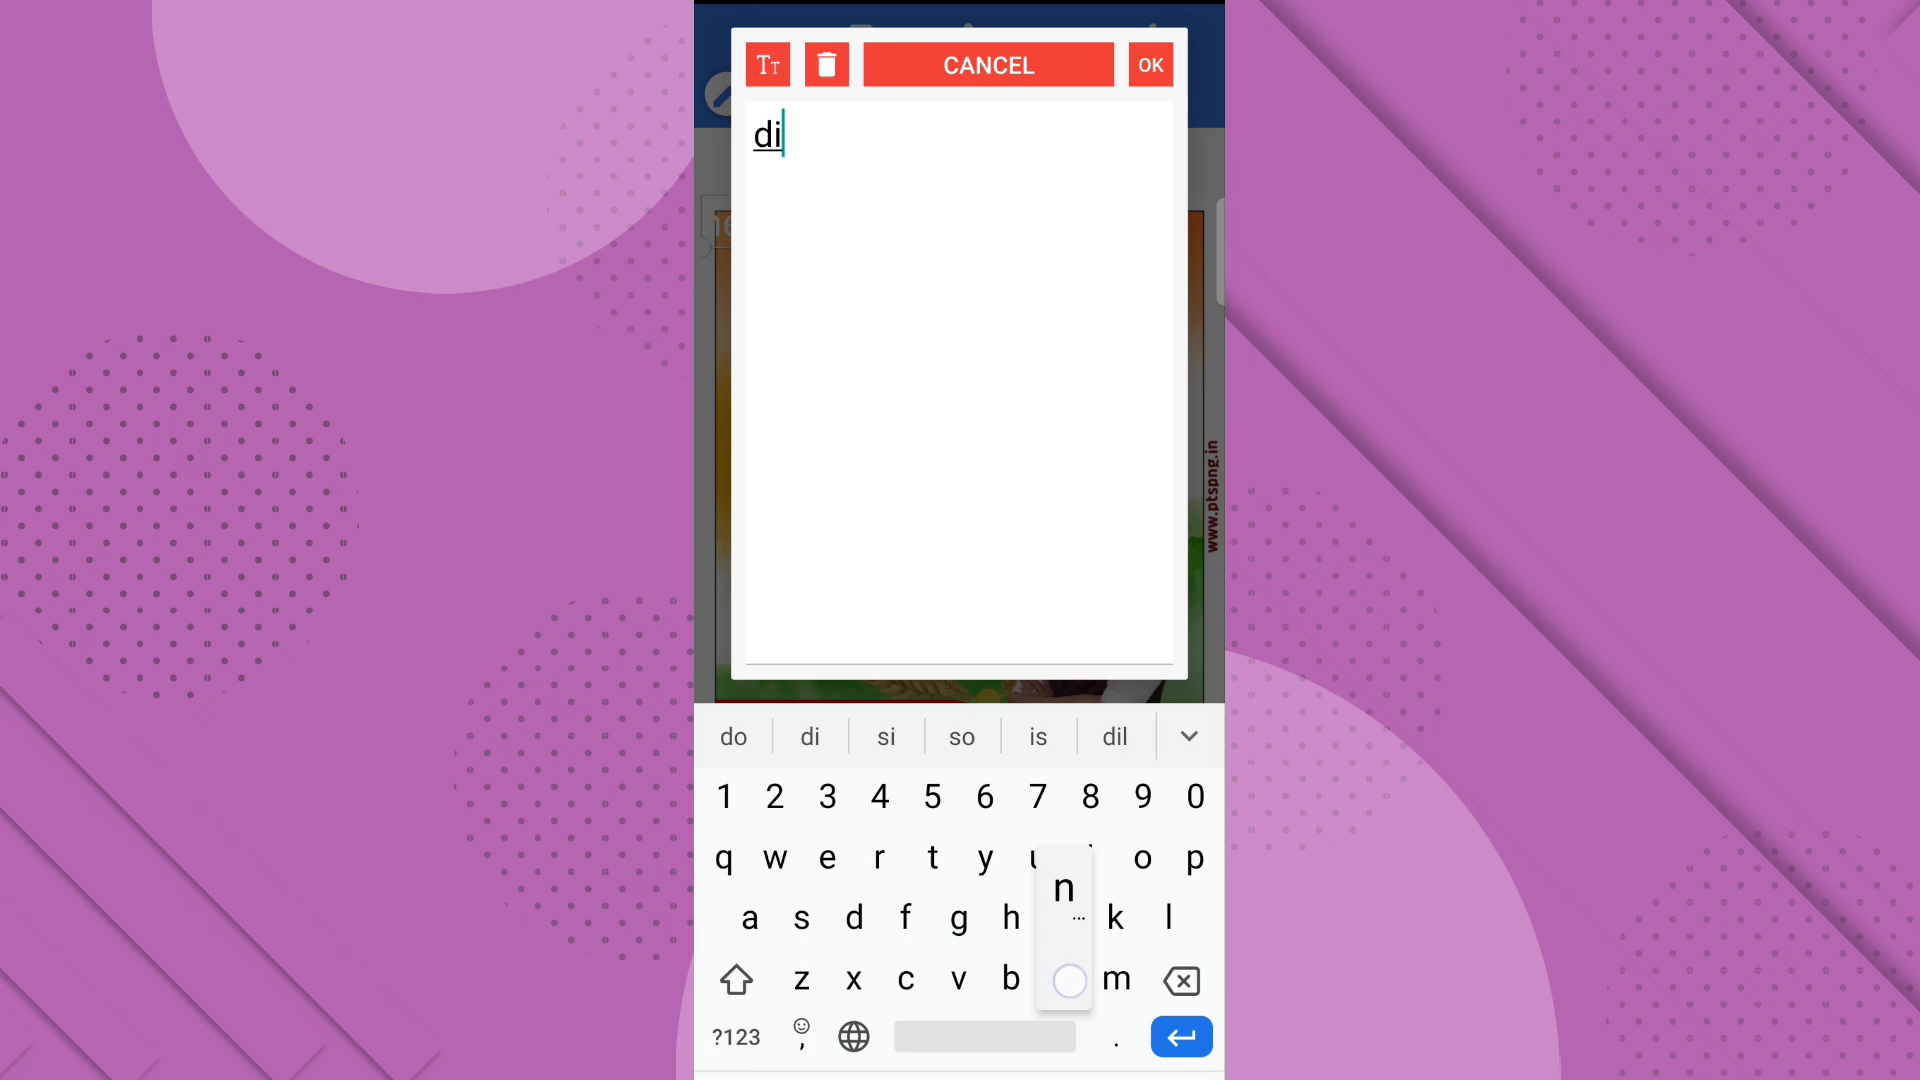 Tт CANCEL OK
di
www.ptspng.in
do di si so is dil
1 2 3 4 5 6 7 8 9 0
q w e r t y u o p
a s d f g h k l
n
...
z x c v b m
?123 , .